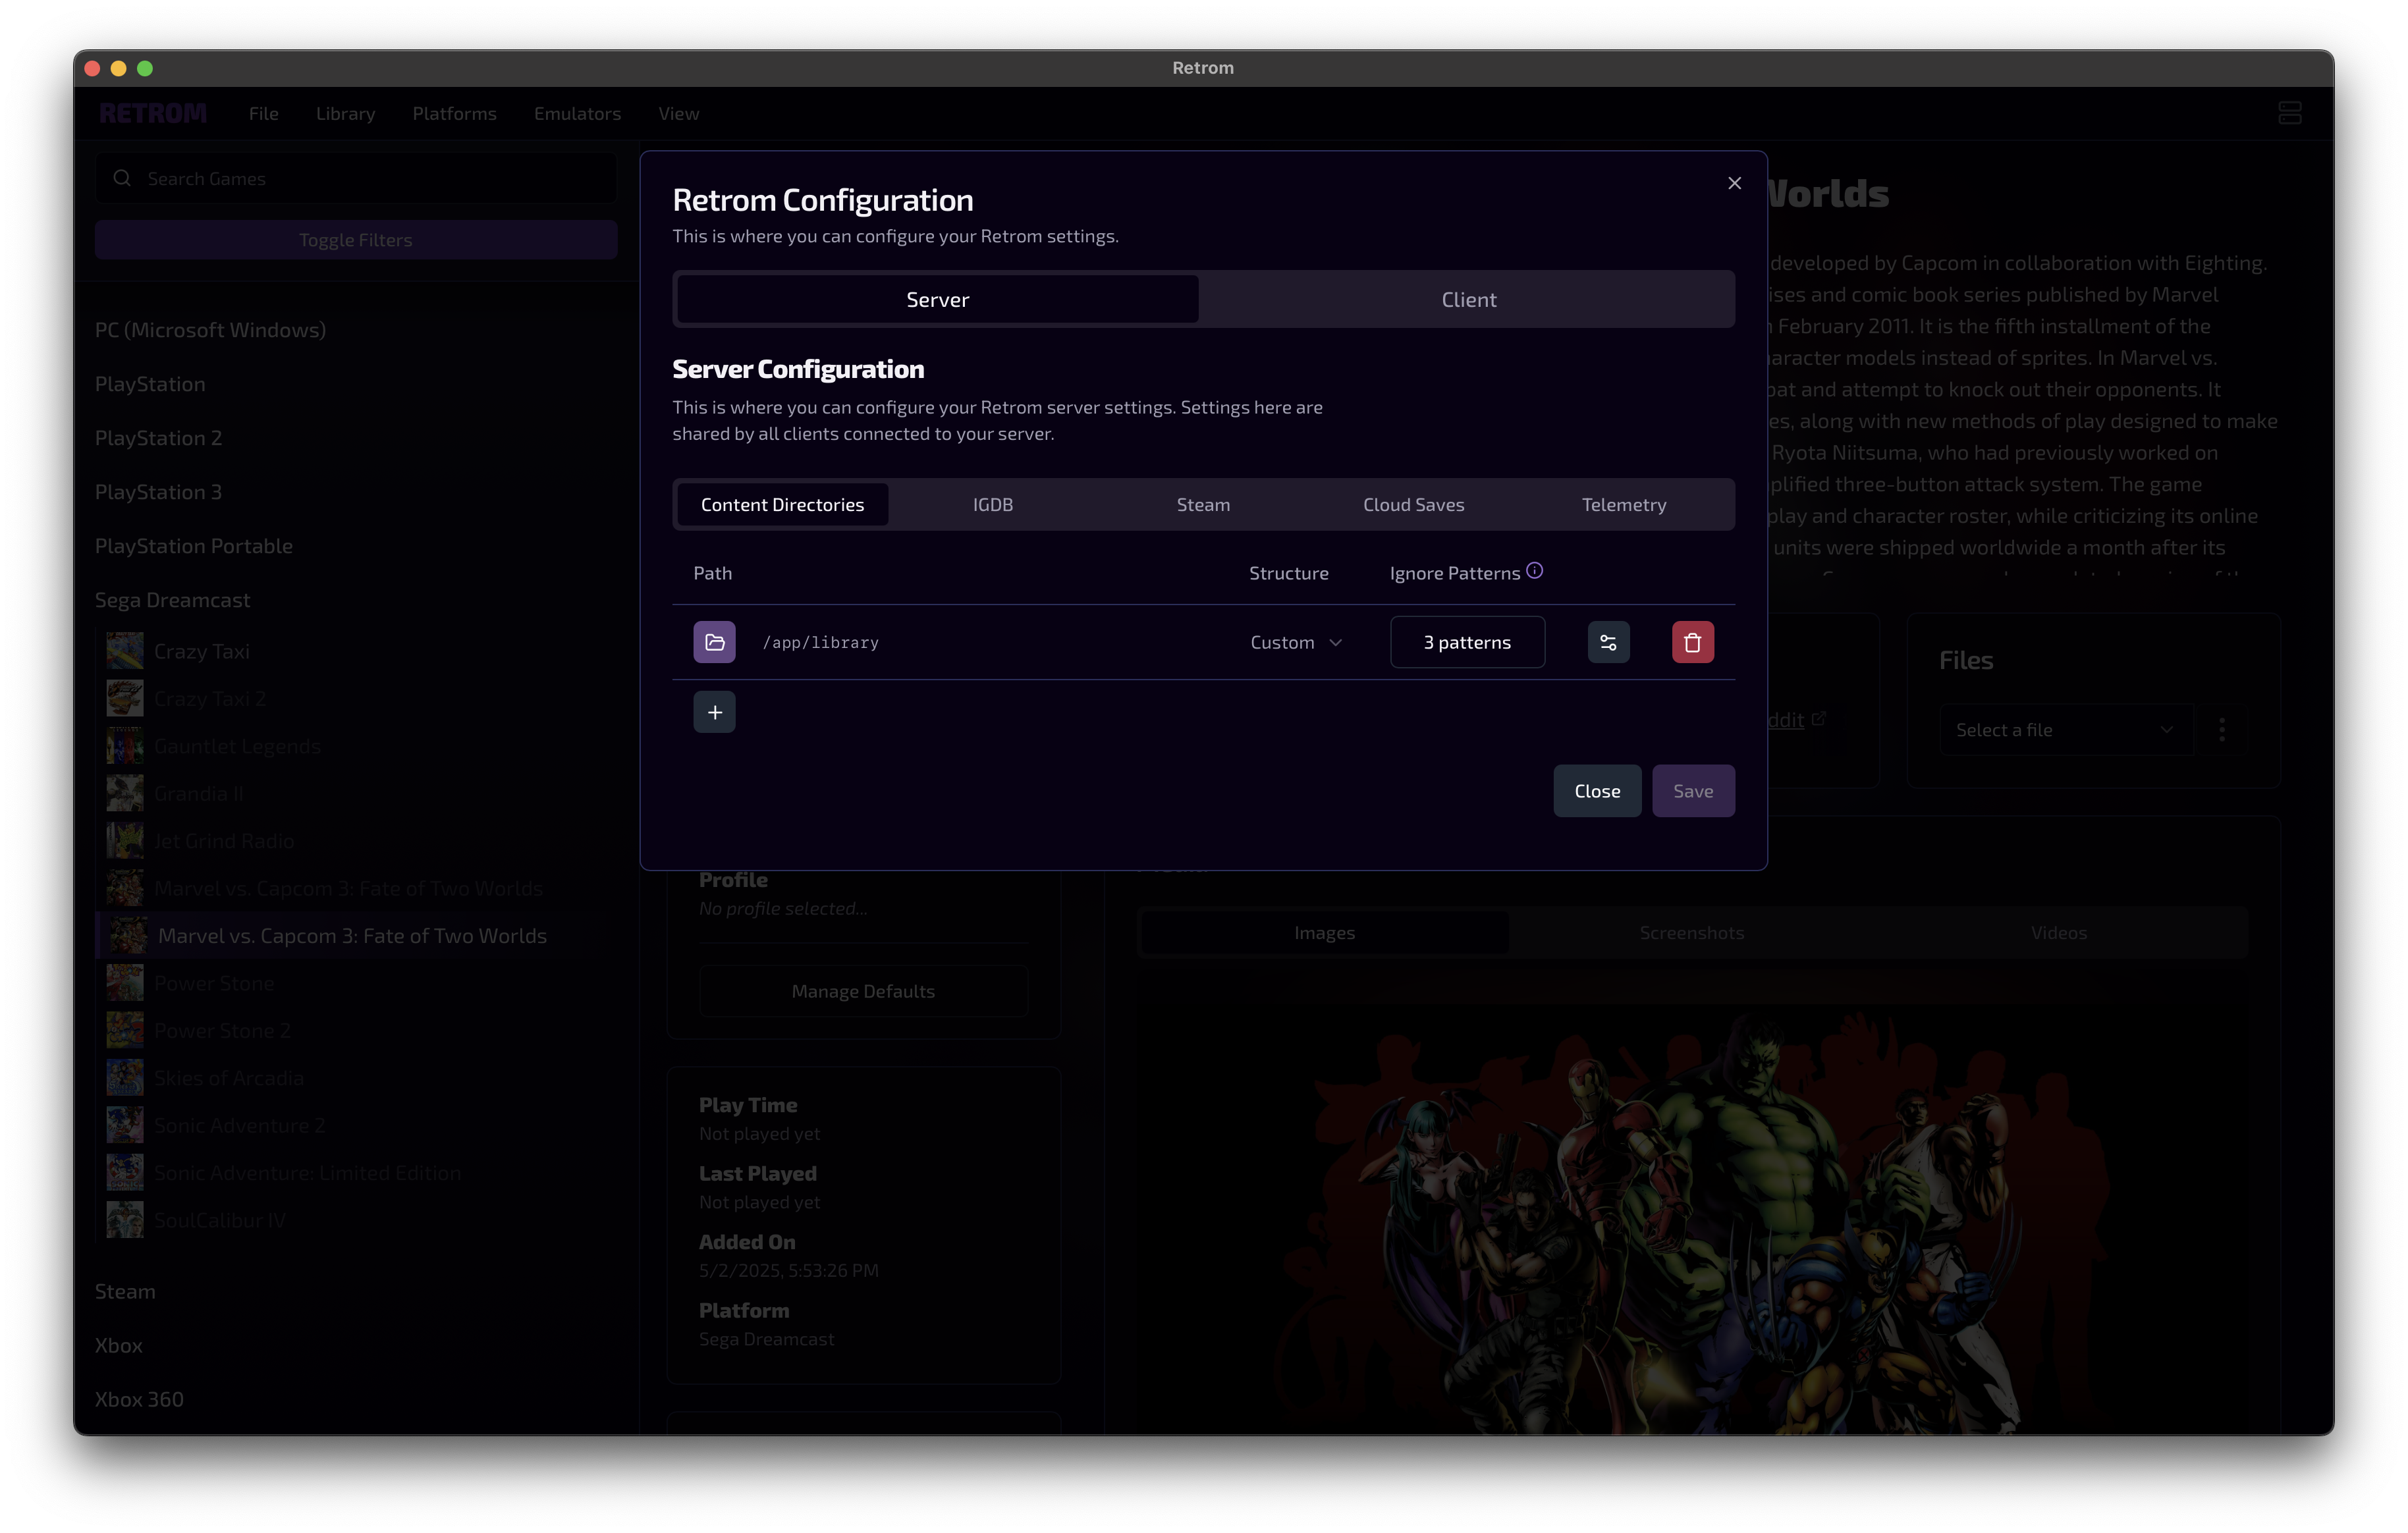 Retrom
RETROM
File
Library
Platforms
Emulators
View
Search Games
Toggle Filters
PC (Microsoft Windows)
PlayStation
PlayStation 2
PlayStation 3
PlayStation Portable
Sega Dreamcast
Crazy Taxi
Crazy Taxi 2
Gauntlet Legends
Grandia II
Jet Grind Radio
Marvel vs. Capcom 3: Fate of Two Worlds
Marvel vs. Capcom 3: Fate of Two Worlds
Power Stone
Power Stone 2
Skies of Arcadia
Sonic Adventure 2
Sonic Adventure: Limited Edition
SoulCalibur IV
Steam
Xbox
Xbox 360
Retrom Configuration
This is where you can configure your Retrom settings.
Server
Client
Server Configuration
This is where you can configure your Retrom server settings. Settings here are
shared by all clients connected to your server.
Content Directories
IGDB
Steam
Cloud Saves
Telemetry
Path
Structure
Ignore Patterns
/app/library
Custom
3 patterns
Close
Save
Worlds
developed by Capcom in collaboration with Eighting.
ises and comic book series published by Marvel
February 2011. It is the fifth installment of the
aracter models instead of sprites. In Marvel vs.
bat and attempt to knock out their opponents. It
es, along with new methods of play designed to make
Ryota Niitsuma, who had previously worked on
plified three-button attack system. The game
play and character roster, while criticizing its online
units were shipped worldwide a month after its
ddit
Files
Select a file
Profile
No profile selected...
Manage Defaults
Play Time
Not played yet
Last Played
Not played yet
Added On
5/2/2025, 5:53:26 PM
Platform
Sega Dreamcast
Images
Screenshots
Videos